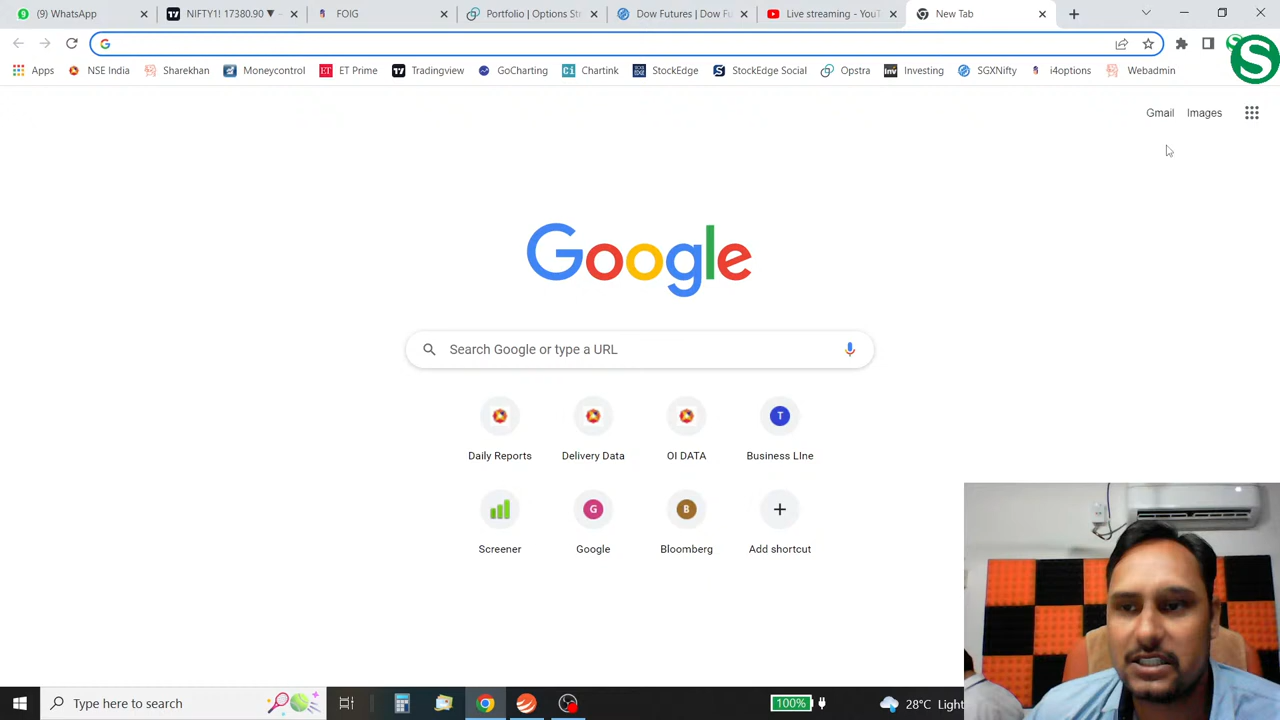 (9) WhatsApp
NIFTY1! 17380.90 ▼
FOIG
Portfolio | Options St
Dow Futures | Dow F
Live streaming - YouT
New Tab
Apps
NSE India
Sharekhan
Moneycontrol
ET Prime
Tradingview
GoCharting
Chartink
StockEdge
StockEdge Social
Opstra
Investing
SGXNifty
i4options
Webadmin
Gmail
Images
Google
Search Google or type a URL
Daily Reports
Delivery Data
OI DATA
T
Business LIne
Screener
G
Google
B
Bloomberg
Add shortcut
Type here to search
100%
28°C Light
S